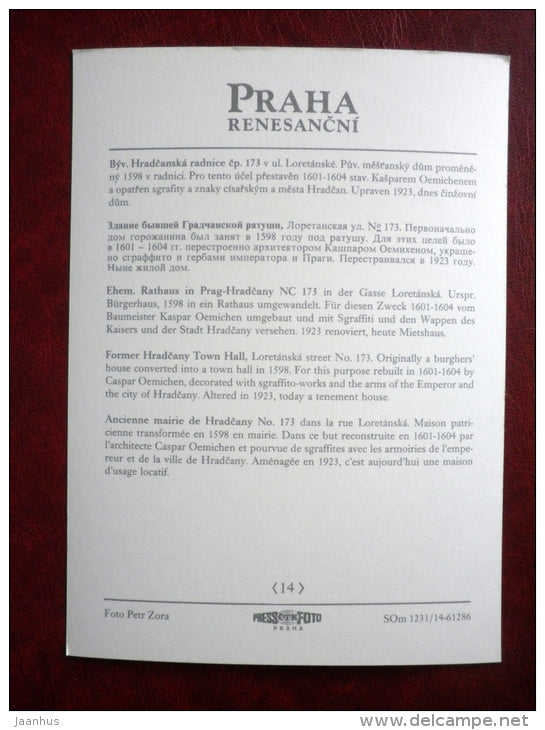 PRAHA
RENESANČNÍ
Býv. Hradčanská radnice čp. 173 v ul. Loretánské. Pův. měšťanský dům proměně-
ný 1598 v radnici. Pro tento účel přestavěn 1601-1604 stav. Kašparem Oemichenem
a opatřen sgrafity a znaky císařským a města Hradčan. Upraven 1923, dnes činžovní
dům.
Здание бывшей Градчанской ратуши, Лоретанская ул. № 173. Первоначально
дом горожанина был занят в 1598 году под ратушу. Для этих целей было
в 1601 – 1604 гг. перестроенно архитектором Кашпаром Оемихеном, украше-
но сграффито и гербами императора и Праги. Перестраивался в 1923 году.
Ныне жилой дом.
Ehem. Rathaus in Prag-Hradčany NC 173 in der Gasse Loretánská. Urspr.
Bürgerhaus, 1598 in ein Rathaus umgewandelt. Für diesen Zweck 1601-1604 vom
Baumeister Kaspar Oemichen umgebaut und mit Sgraffiti und den Wappen des
Kaisers und der Stadt Hradčany versehen. 1923 renoviert, heute Mietshaus.
Former Hradčany Town Hall, Loretánská street No. 173. Originally a burghers'
house converted into a town hall in 1598. For this purpose rebuilt in 1601-1604 by
Caspar Oemichen, decorated with sgraffito-works and the arms of the Emperor and
the city of Hradčany. Altered in 1923, today a tenement house.
Ancienne mairie de Hradčany No. 173 dans la rue Loretánská. Maison patri-
cienne transformée en 1598 en mairie. Dans ce but reconstruite en 1601-1604 par
l'architecte Caspar Oemichen et pourvue de sgraffites avec les armoiries de l'empe-
reur et de la ville de Hradčany. Aménagée en 1923, c'est aujourd'hui une maison
d'usage locatif.
⟨14⟩
Foto Petr Zora
PRESSČTKFOTO
PRAHA
SOm 1231/14-61286
Jaanhus
www.delcampe.net